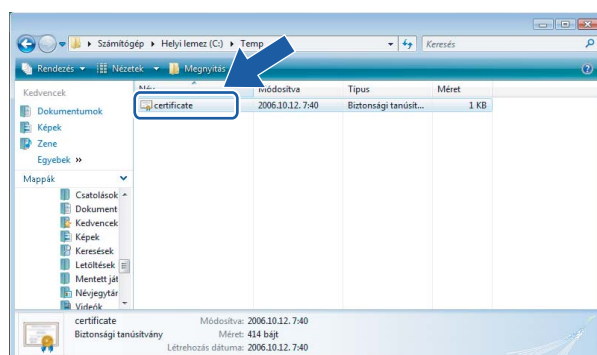 Számítógép ▸ Helyi lemez (C:) ▸ Temp
Keresés
Rendezés Nézetek Megnyitás
Kedvencek
Név Módosítva Típus Méret
certificate 2006.10.12. 7:40 Biztonsági tanúsít... 1 KB
Dokumentumok
Képek
Zene
Egyebek »
Mappák
Csatolások
Dokument
Kedvencek
Képek
Keresések
Letöltések
Mentett ját
Névjegytár
Videók
certificate Módosítva: 2006.10.12. 7:40
Biztonsági tanúsítvány Méret: 414 bájt
Létrehozás dátuma: 2006.10.12. 7:40